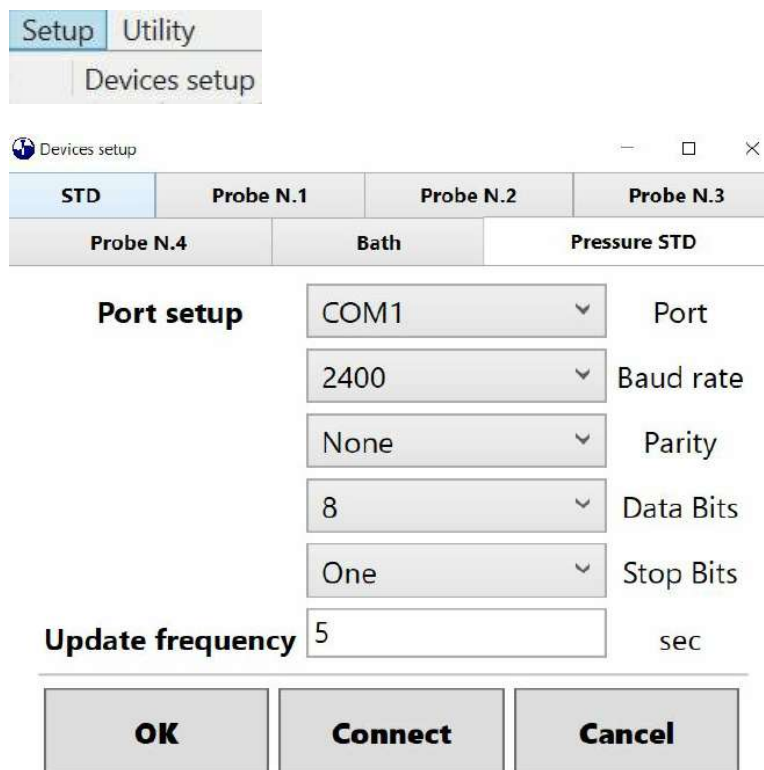 Setup Utility
Devices setup
Devices setup
STD Probe N.1 Probe N.2 Probe N.3
Probe N.4 Bath Pressure STD
Port setup COM1 Port
2400 Baud rate
None Parity
8 Data Bits
One Stop Bits
Update frequency 5 sec
OK Connect Cancel